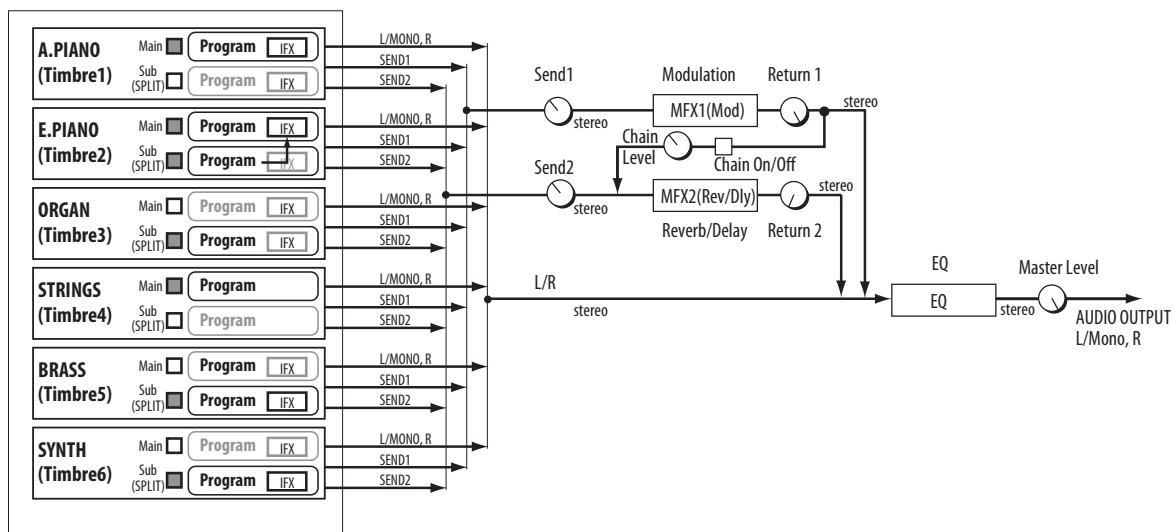 A.PIANO
(Timbre1)
Main
Program
IFX
Sub
(SPLIT)
Program
IFX
L/MONO, R
SEND1
SEND2
E.PIANO
(Timbre2)
Main
Program
IFX
Sub
(SPLIT)
Program
IFX
L/MONO, R
SEND1
SEND2
ORGAN
(Timbre3)
Main
Program
IFX
Sub
(SPLIT)
Program
IFX
L/MONO, R
SEND1
SEND2
STRINGS
(Timbre4)
Main
Program
Sub
(SPLIT)
Program
L/MONO, R
SEND1
SEND2
BRASS
(Timbre5)
Main
Program
IFX
Sub
(SPLIT)
Program
IFX
L/MONO, R
SEND1
SEND2
SYNTH
(Timbre6)
Main
Program
IFX
Sub
(SPLIT)
Program
IFX
L/MONO, R
SEND1
SEND2
Send1
stereo
Modulation
MFX1(Mod)
Return 1
stereo
Chain
Level
Chain On/Off
Send2
stereo
MFX2(Rev/Dly)
Reverb/Delay
stereo
Return 2
L/R
stereo
EQ
EQ
stereo
Master Level
AUDIO OUTPUT
L/Mono, R